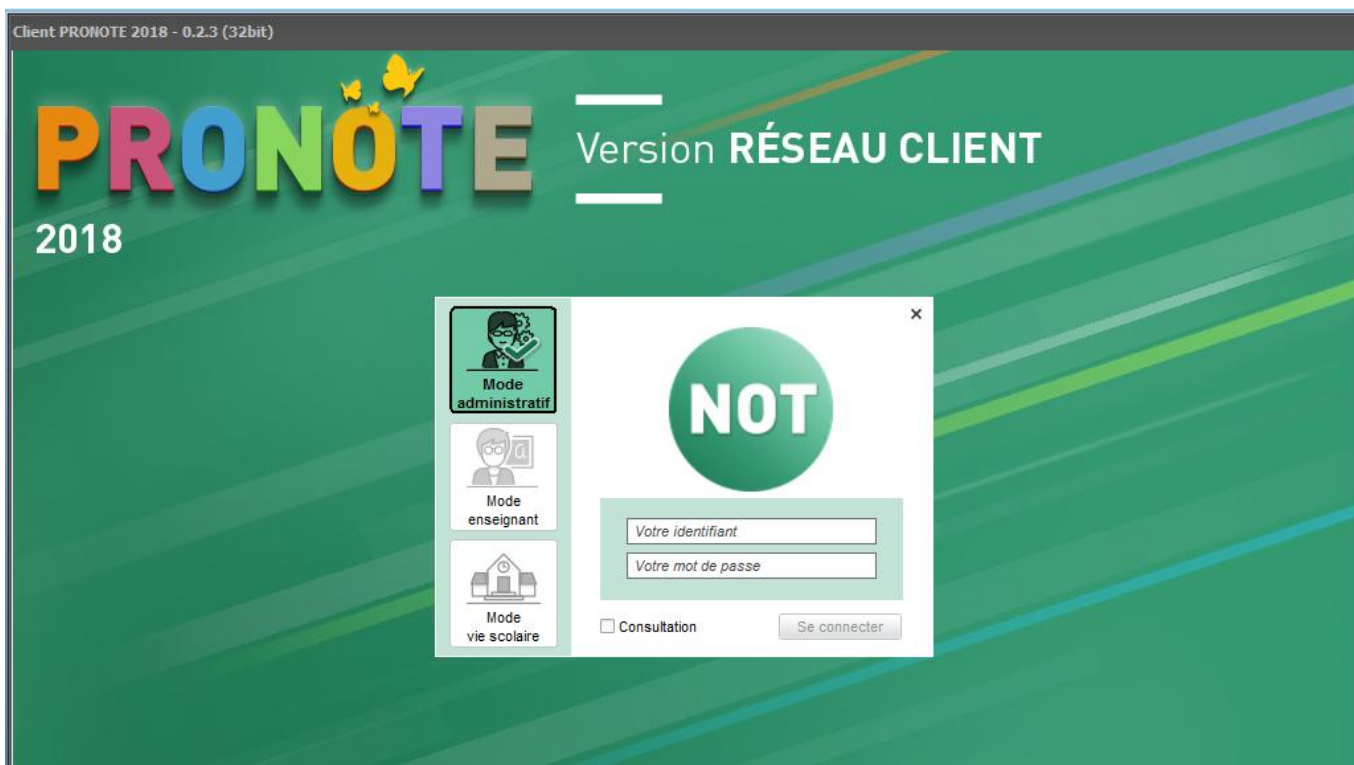 Client PRONOTE 2018 - 0.2.3 (32bit)
PRONOTE
Version RÉSEAU CLIENT
2018
Mode
administratif
NOT
a
Mode
enseignant
Votre identifiant
Votre mot de passe
Mode
vie scolaire
Consultation
Se connecter